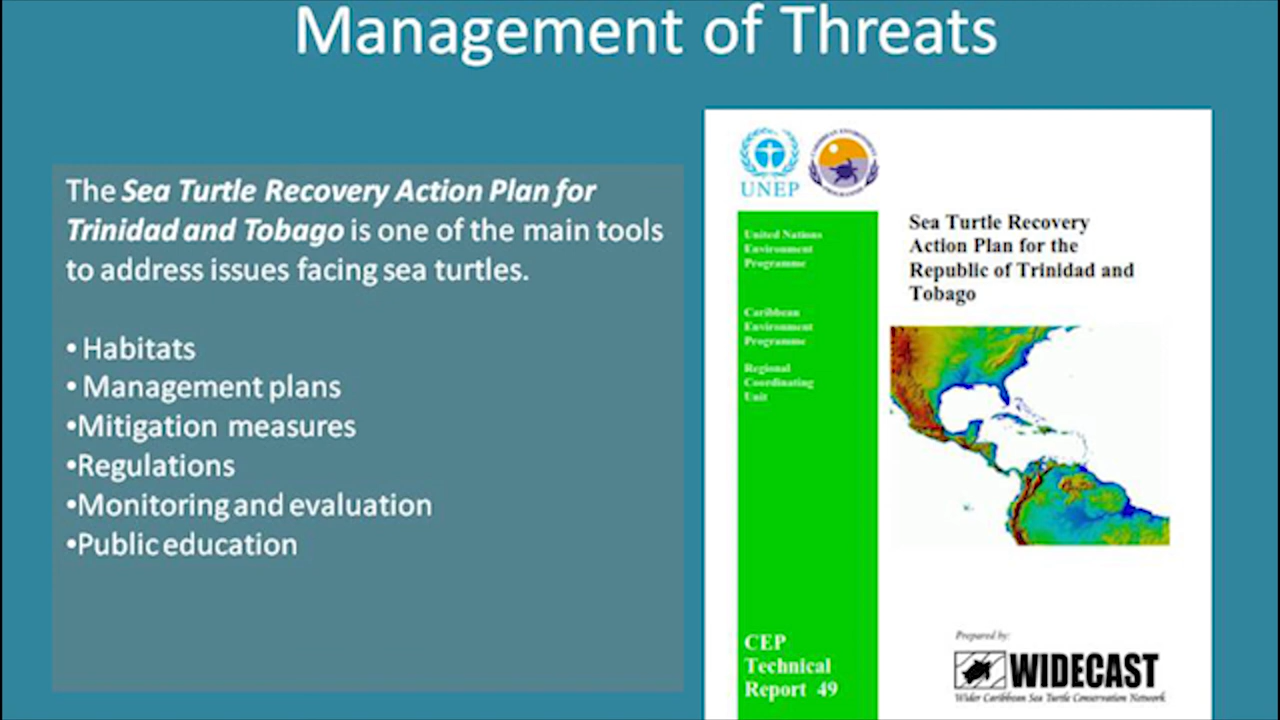 Management of Threats
The Sea Turtle Recovery Action Plan for
Trinidad and Tobago is one of the main tools
to address issues facing sea turtles.
• Habitats
• Management plans
•Mitigation measures
•Regulations
•Monitoring and evaluation
•Public education
UNEP
CARIBBEAN ENVIRONMENT
PROGRAMME
United Nations
Environment
Programme
Caribbean
Environment
Programme
Regional
Coordinating
Unit
Sea Turtle Recovery
Action Plan for the
Republic of Trinidad and
Tobago
CEP
Technical
Report 49
Prepared by:
WIDECAST
Wider Caribbean Sea Turtle Conservation Network